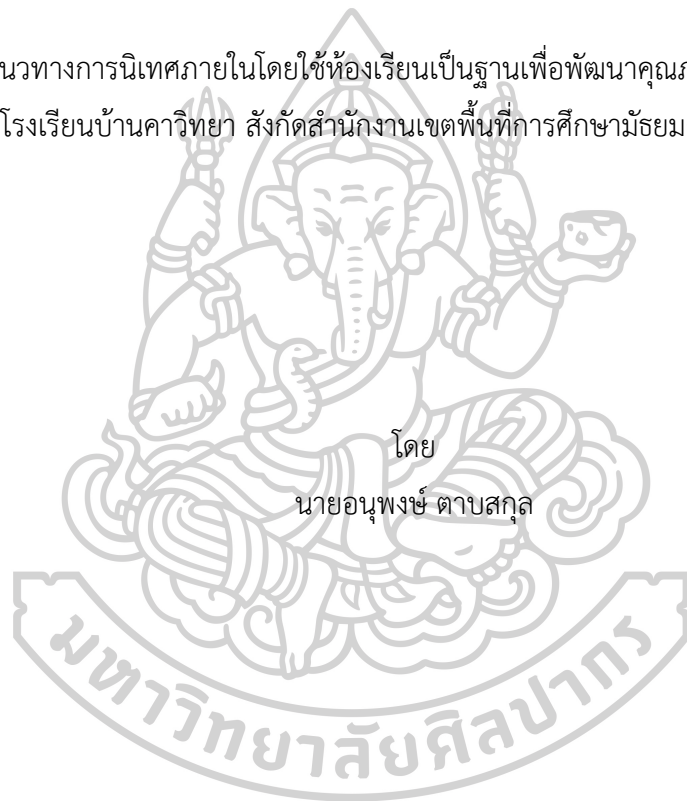 นวทางการนิเทศภายในโดยใช้ห้องเรียนเป็นฐานเพื่อพัฒนาคุณภ
โรงเรียนบ้านคาวิทยา สังกัดสำนักงานเขตพื้นที่การศึกษามัธยม
โดย
นายอนุพงษ์ ตาบสกุล
มหาวิทยาลัยศิลปากร